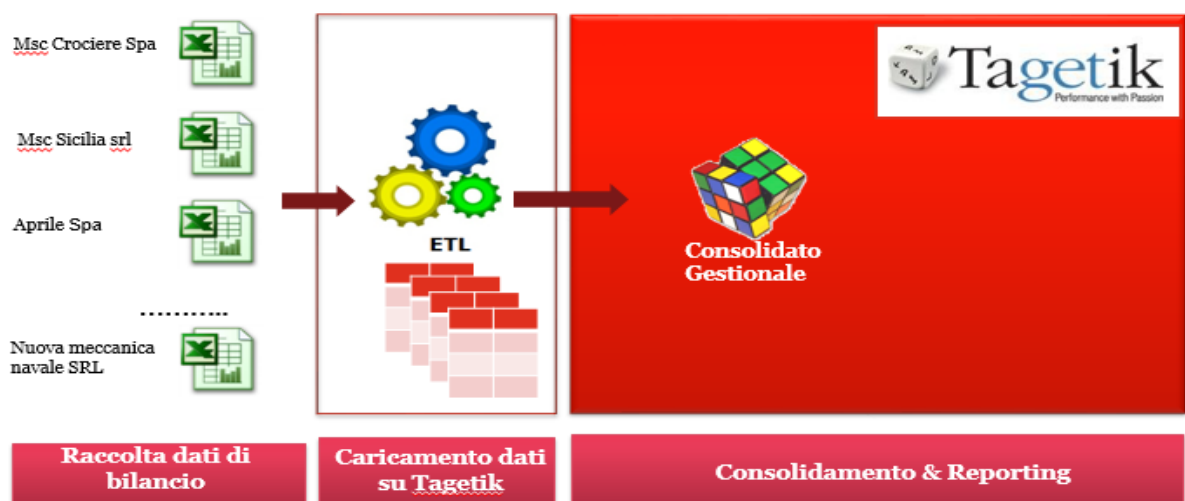 Msc Crociere Spa
Msc Sicilia srl
Aprile Spa
...........
Nuova meccanica
navale SRL
ETL
Tagetik
Performance with Passion
Consolidato
Gestionale
Raccolta dati di
bilancio
Caricamento dati
su Tagetik
Consolidamento & Reporting